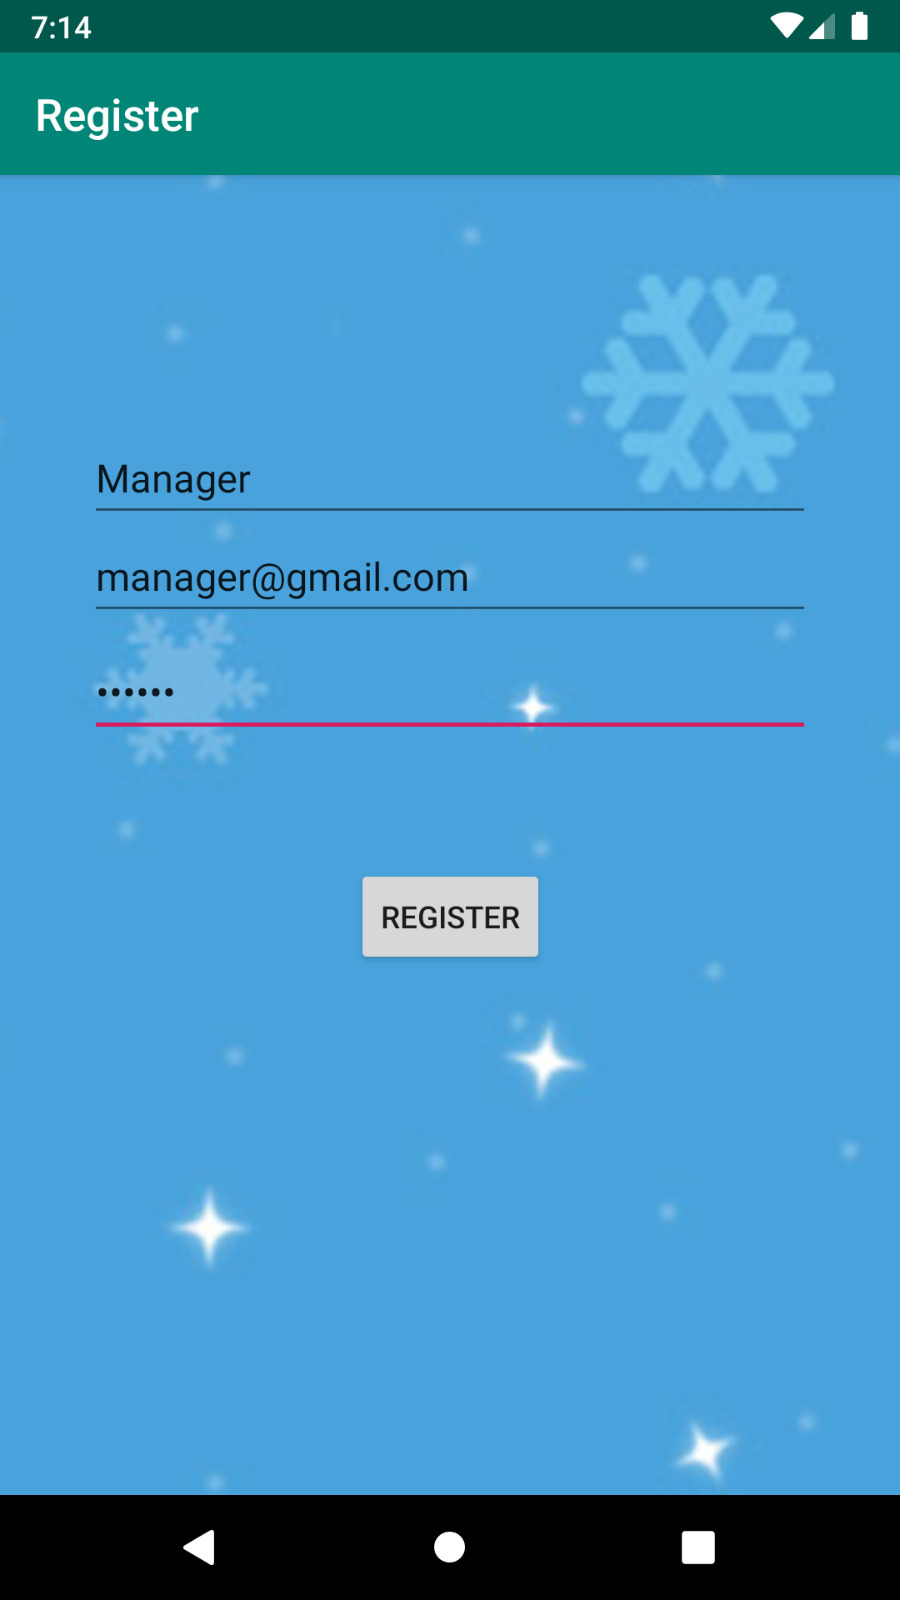 7:14
Register
Manager
manager@gmail.com
••••••
REGISTER